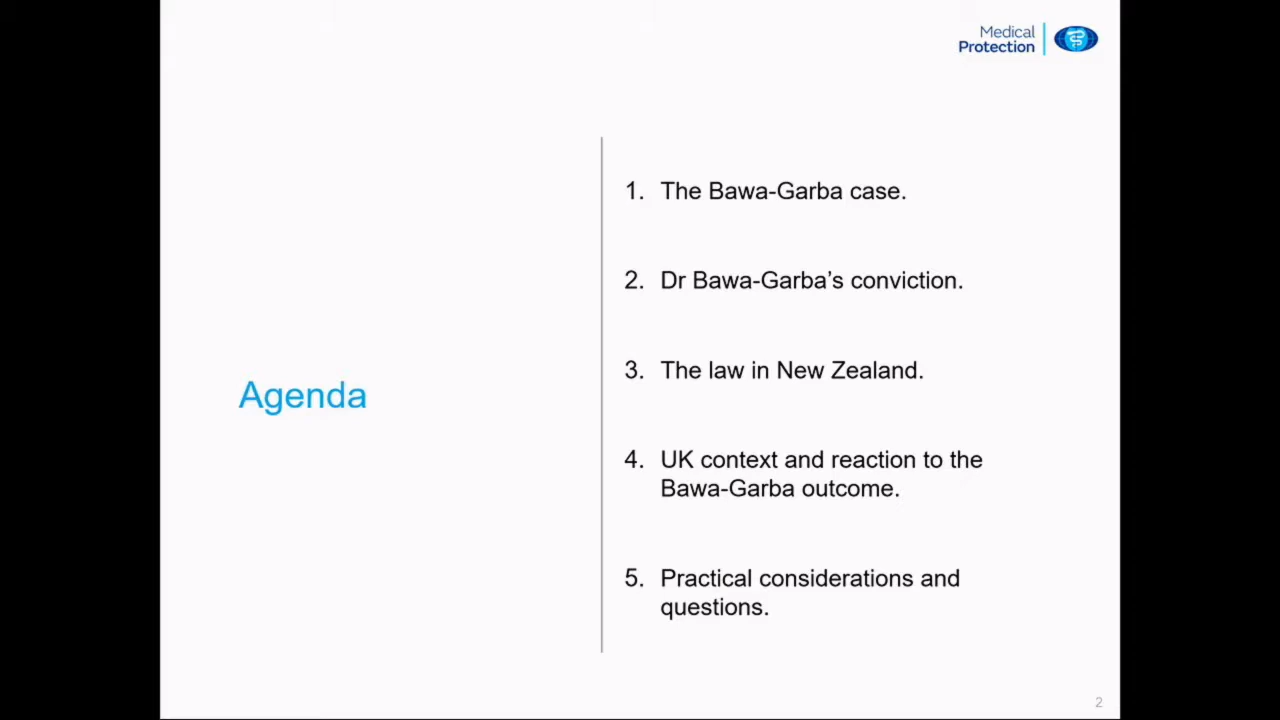 Medical
Protection
Agenda
1. The Bawa-Garba case.
2. Dr Bawa-Garba’s conviction.
3. The law in New Zealand.
4. UK context and reaction to the
Bawa-Garba outcome.
5. Practical considerations and
questions.
2